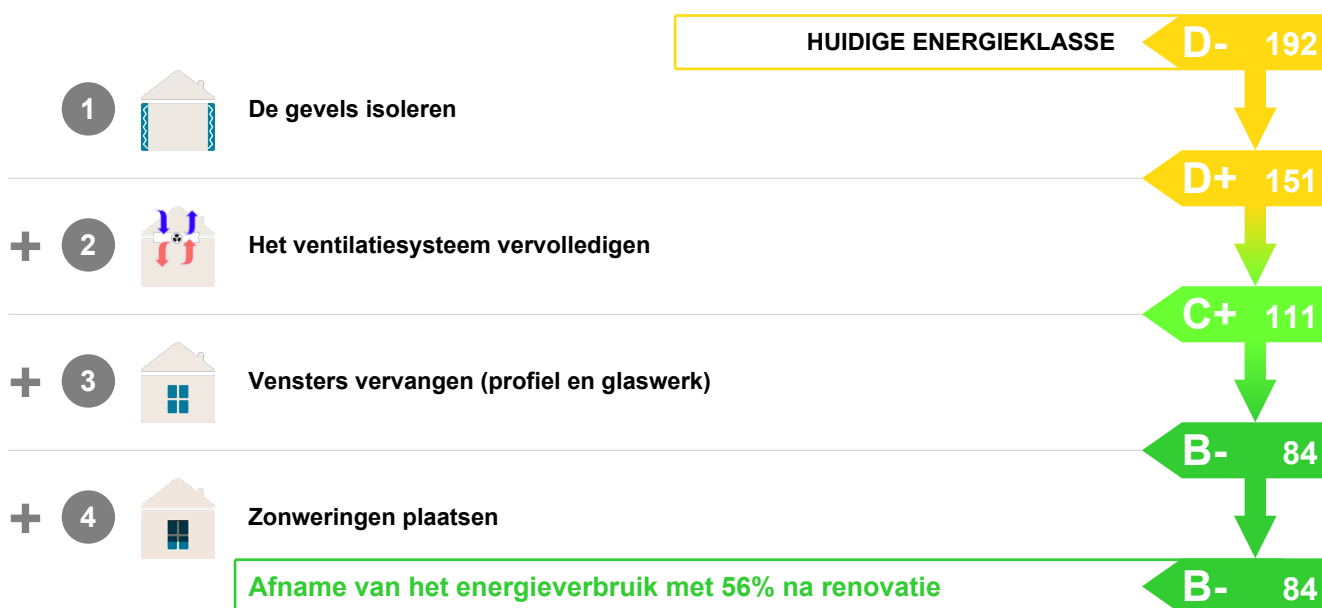 HUIDIGE ENERGIEKLASSE D- 192
1 De gevels isoleren
D+ 151
+ 2 Het ventilatiesysteem vervolledigen
C+ 111
+ 3 Vensters vervangen (profiel en glaswerk)
B- 84
+ 4 Zonweringen plaatsen
Afname van het energieverbruik met 56% na renovatie B- 84